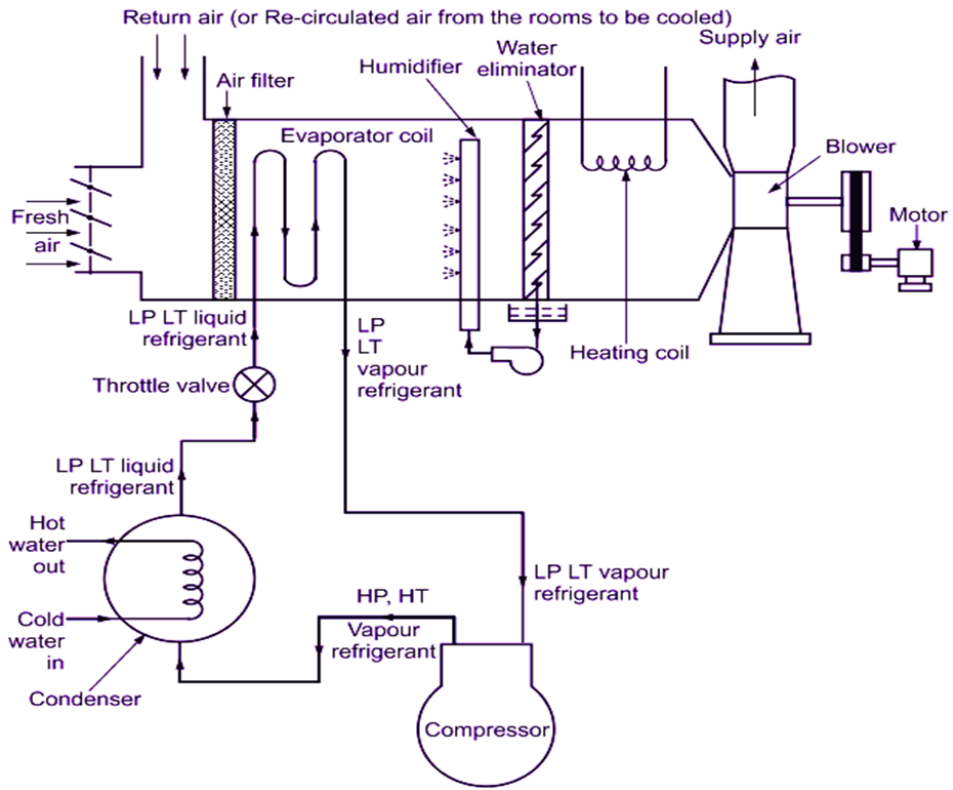 Return air (or Re-circulated air from the rooms to be cooled)
Supply air
Water
eliminator
Humidifier
Air filter
Evaporator coil
Blower
Fresh
air
Motor
LP LT liquid
refrigerant
LP
LT
vapour
refrigerant
Heating coil
Throttle valve
LP LT liquid
refrigerant
Hot
water
out
LP LT vapour
refrigerant
HP, HT
Vapour
refrigerant
Cold
water
in
Condenser
Compressor